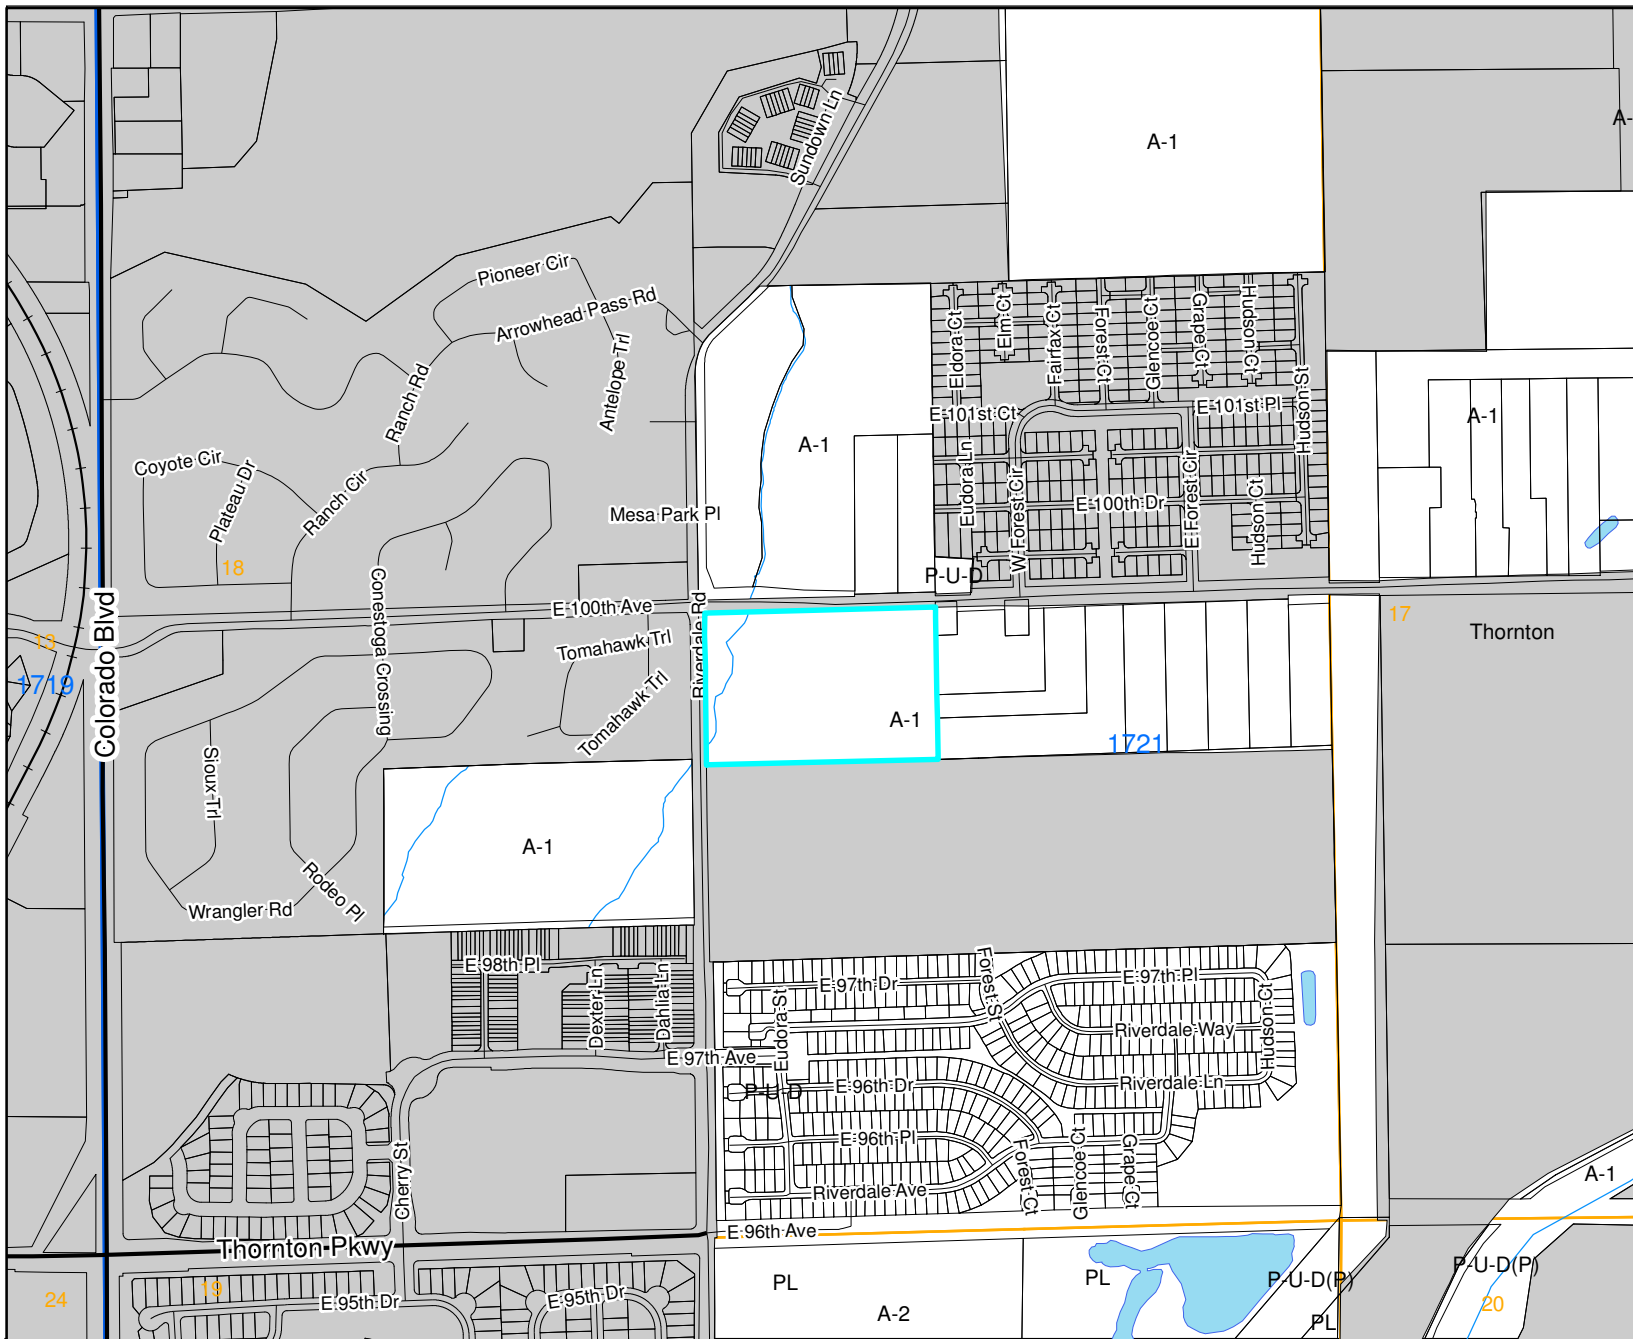 Sundown Ln
A-1
A-
Pioneer Cir
Arrowhead Pass Rd
Antelope Trl
Ranch Rd
Eldora Ct
Elm Ct
Fairfax Ct
Forest Ct
Glencoe Ct
Grape Ct
Hudson Ct
Hudson St
E 101st Ct
E 101st Pl
A-1
A-1
Coyote Cir
Plateau Dr
Ranch Cir
Mesa Park Pl
Eudora Ln
W Forest Cir
E 100th Dr
E Forest Cir
Hudson Ct
Hudson St
18
P-U-D
E 100th Ave
Conestoga Crossing
Colorado Blvd
13
1719
Tomahawk Trl
Tomahawk Trl
Riverdale Rd
17
Thornton
A-1
1721
Sioux Trl
A-1
Rodeo Pl
Wrangler Rd
E 98th Pl
Dexter Ln
Dahlia Ln
E 97th Dr
Forest St
E 97th Pl
Eudora St
Riverdale Way
Hudson Ct
E 97th Ave
Riverdale Ln
P-U-D
E 96th Dr
E 96th Pl
Cherry St
Forest Ct
Glencoe Ct
Grape Ct
Riverdale Ave
A-1
E 96th Ave
Thornton Pkwy
PL
PL
P-U-D(P)
P-U-D(P)
24
19
E 95th Dr
E 95th Dr
A-2
PL
20